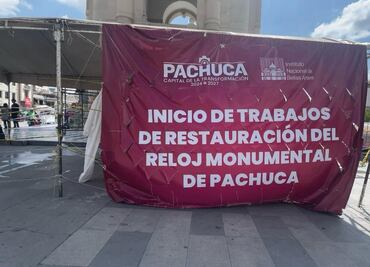 PACHUCA
CAPITAL DE LA TRANSFORMACIÓN
2024 - 2027
Instituto
Nacional de
Bellas Artes
INICIO DE TRABAJOS
DE RESTAURACIÓN DEL
RELOJ MONUMENTAL
DE PACHUCA